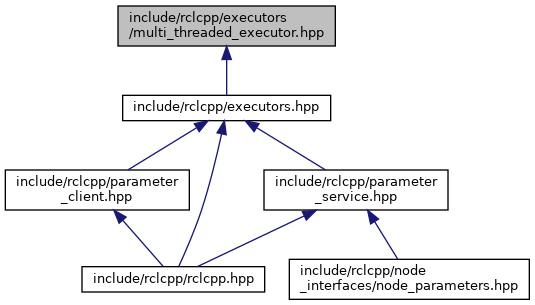 include/rclcpp/executors
/multi_threaded_executor.hpp
include/rclcpp/executors.hpp
include/rclcpp/parameter
_client.hpp
include/rclcpp/parameter
_service.hpp
include/rclcpp/rclcpp.hpp
include/rclcpp/node
_interfaces/node_parameters.hpp